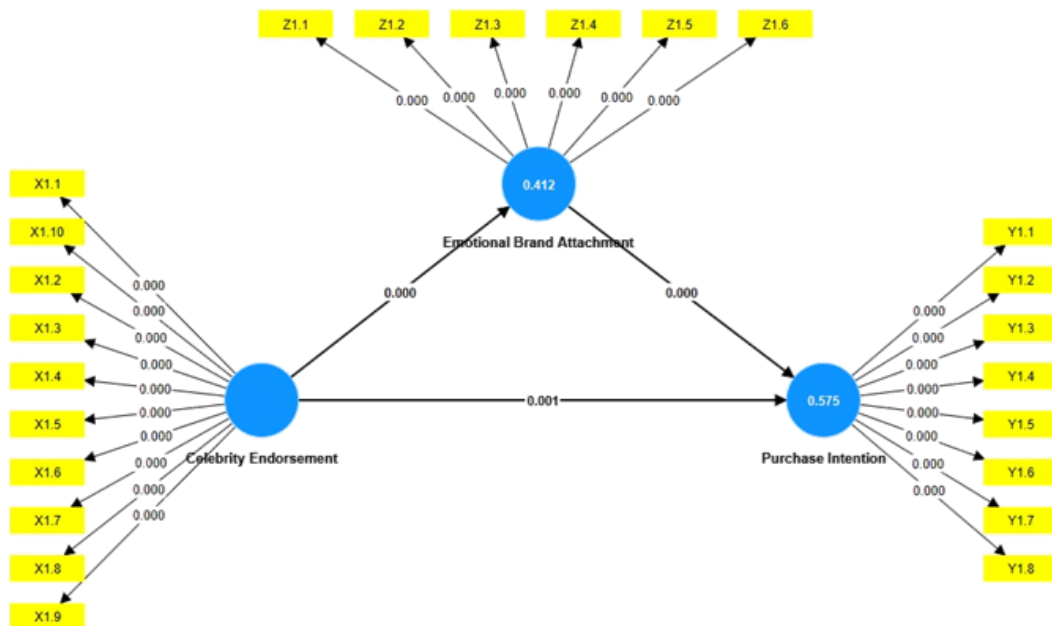 Z1.1 Z1.2 Z1.3 Z1.4 Z1.5 Z1.6
0.000 0.000 0.000 0.000 0.000 0.000
0.412
Emotional Brand Attachment
X1.1
X1.10
X1.2
X1.3
X1.4
X1.5
X1.6
X1.7
X1.8
X1.9
0.000
0.000
0.000
0.000
0.000
0.000
0.000
0.000
0.000
0.000
Celebrity Endorsement
0.000
0.000
0.001
0.575
Purchase Intention
0.000
0.000
0.000
0.000
0.000
0.000
0.000
0.000
Y1.1
Y1.2
Y1.3
Y1.4
Y1.5
Y1.6
Y1.7
Y1.8